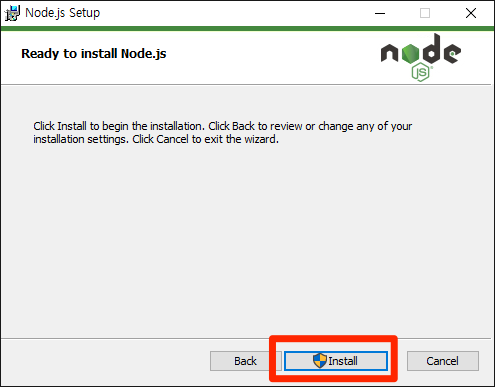 Node.js Setup
Ready to install Node.js
node
JS
Click Install to begin the installation. Click Back to review or change any of your
installation settings. Click Cancel to exit the wizard.
Back
Install
Cancel